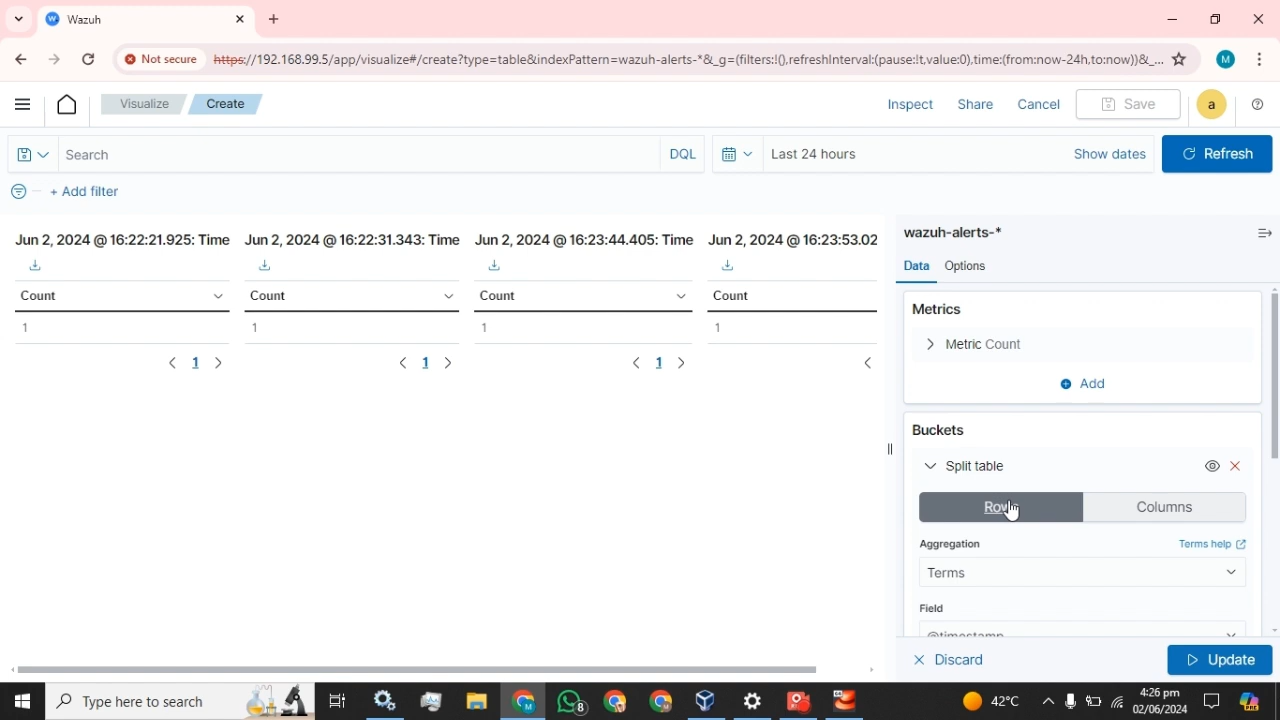 Wazuh
Not secure
https://192.168.99.5/app/visualize#/create?type=table&indexPattern=wazuh-alerts-*&_g=(filters:!(),refreshInterval:(pause:!t,value:0),time:(from:now-24h,to:now))&_...
M
Visualize
Create
Inspect
Share
Cancel
Save
a
Search
DQL
Last 24 hours
Show dates
Refresh
+ Add filter
Jun 2, 2024 @ 16:22:21.925: Time
Jun 2, 2024 @ 16:22:31.343: Time
Jun 2, 2024 @ 16:23:44.405: Time
Jun 2, 2024 @ 16:23:53.02
Count
Count
Count
Count
1
1
1
1
1
1
1
wazuh-alerts-*
Data
Options
Metrics
Metric Count
Add
Buckets
Split table
Rows
Columns
Aggregation
Terms help
Terms
Field
@timestamp
Discard
Update
Type here to search
8
42°C
4:26 pm
02/06/2024